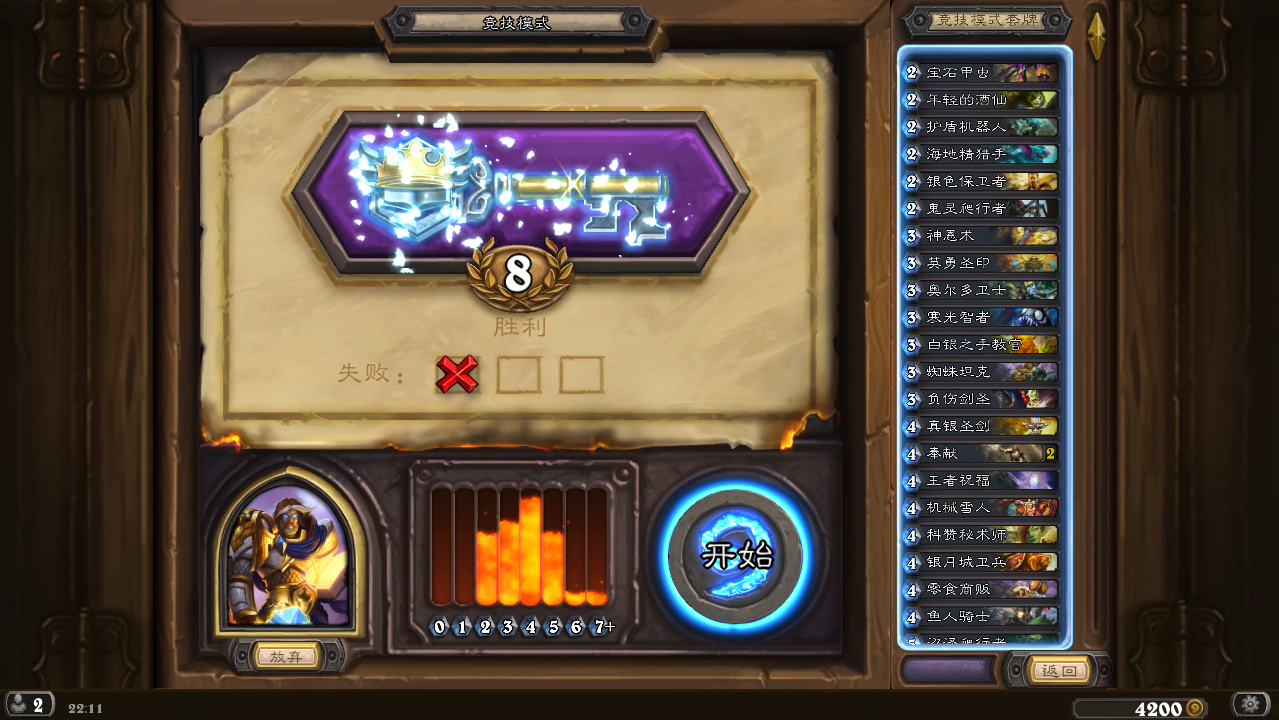 竞技模式
8
胜利
失败：
0 1 2 3 4 5 6 7+
开始
放弃
竞技模式套牌
2 宝石甲虫
2 年轻的酒仙
2 护盾机器人
2 海地精猎手
2 银色保卫者
2 鬼灵爬行者
3 神恩术
3 英勇圣印
3 奥尔多卫士
3 寒光智者
3 白银之手教官
3 蜘蛛坦克
3 负伤剑圣
4 真银圣剑
4 奉献 2
4 王者祝福
4 机械雪人
4 科赞秘术师
4 银月城卫兵
4 零食商贩
4 鱼人骑士
返回
2
22:11
4200